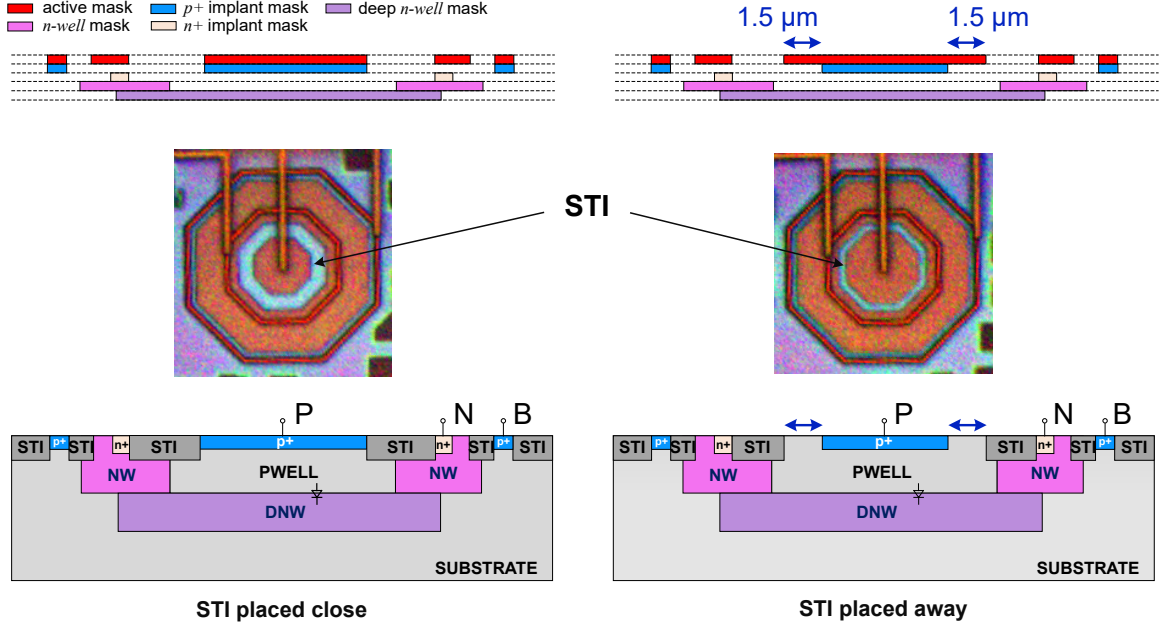 active mask
p+ implant mask
deep n-well mask
n-well mask
n+ implant mask
1.5 µm
1.5 µm
STI
P
N
B
STI
p+
STI
n+
STI
p+
STI
n+
STI
p+
STI
NW
PWELL
NW
DNW
SUBSTRATE
STI placed close
P
N
B
STI
p+
STI
n+
STI
p+
STI
n+
STI
p+
STI
NW
PWELL
NW
DNW
SUBSTRATE
STI placed away